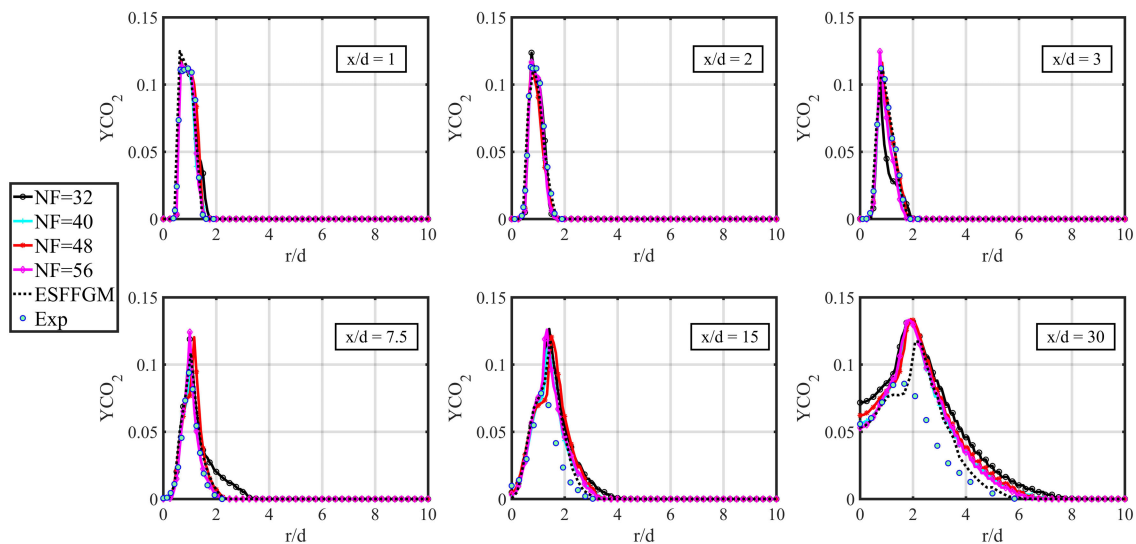 0.15
0.1
0.05
0
YCO2
x/d = 1
0 2 4 6 8 10
r/d
0.15
0.1
0.05
0
YCO2
x/d = 2
0 2 4 6 8 10
r/d
0.15
0.1
0.05
0
YCO2
x/d = 3
0 2 4 6 8 10
r/d
NF=32
NF=40
NF=48
NF=56
ESFFGM
Exp
0.15
0.1
0.05
0
YCO2
x/d = 7.5
0 2 4 6 8 10
r/d
0.15
0.1
0.05
0
YCO2
x/d = 15
0 2 4 6 8 10
r/d
0.15
0.1
0.05
0
YCO2
x/d = 30
0 2 4 6 8 10
r/d